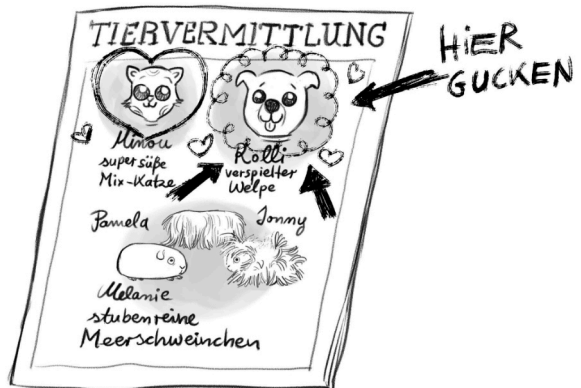 TIERVERMITTLUNG
HiER
GUCKEN
Minou
supersüße
Mix-Katze
Rolli
verspielter
Welpe
Pamela
Jonny
Melanie
stubenreine
Meerschweinchen